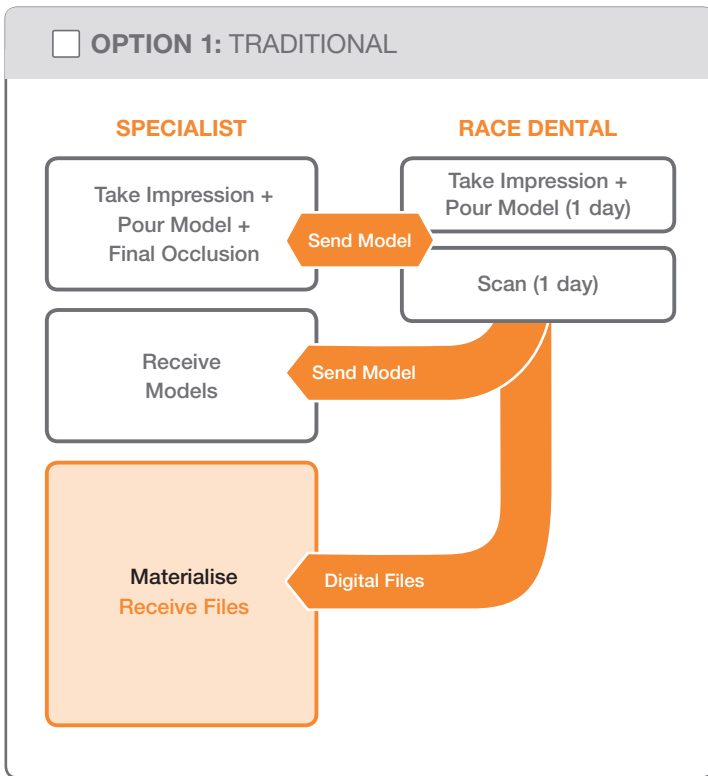 OPTION 1: TRADITIONAL
SPECIALIST
RACE DENTAL
Take Impression +
Pour Model +
Final Occlusion
Send Model
Take Impression +
Pour Model (1 day)
Scan (1 day)
Receive
Models
Send Model
Materialise
Receive Files
Digital Files